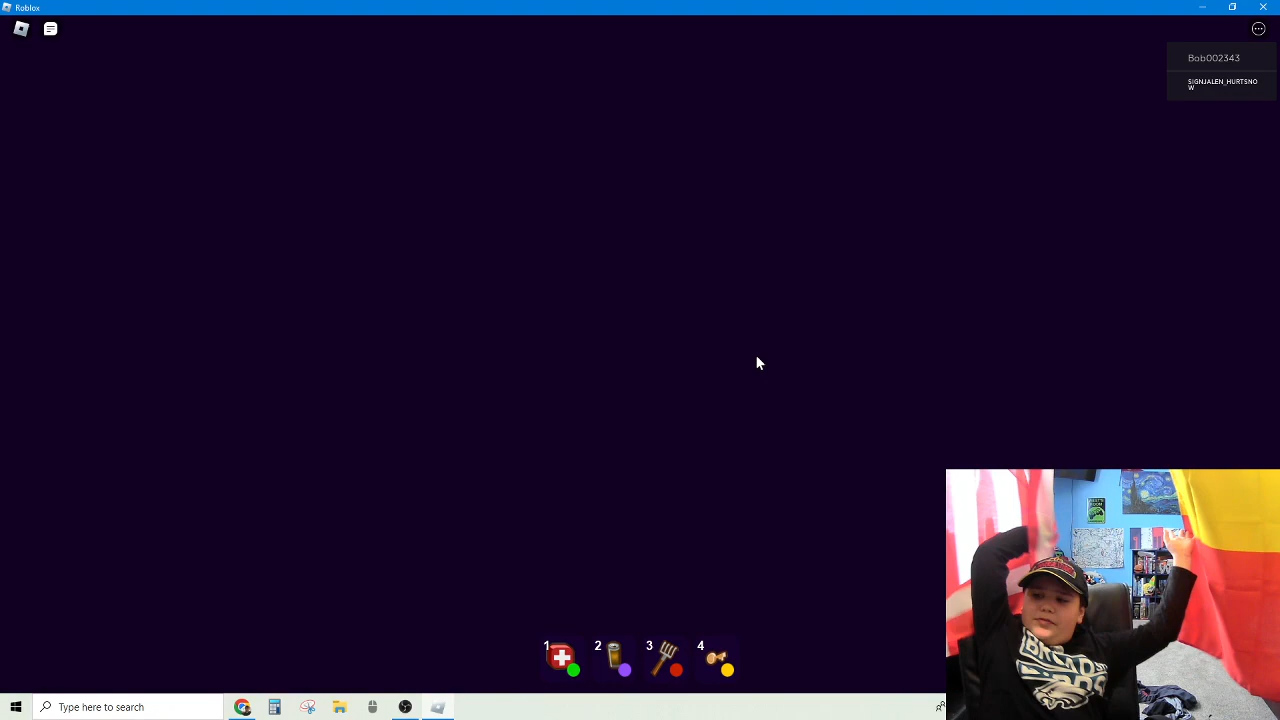 Roblox
Bob002343
SIGNJALEN_HURTSNO
W
1
2
3
4
Type here to search